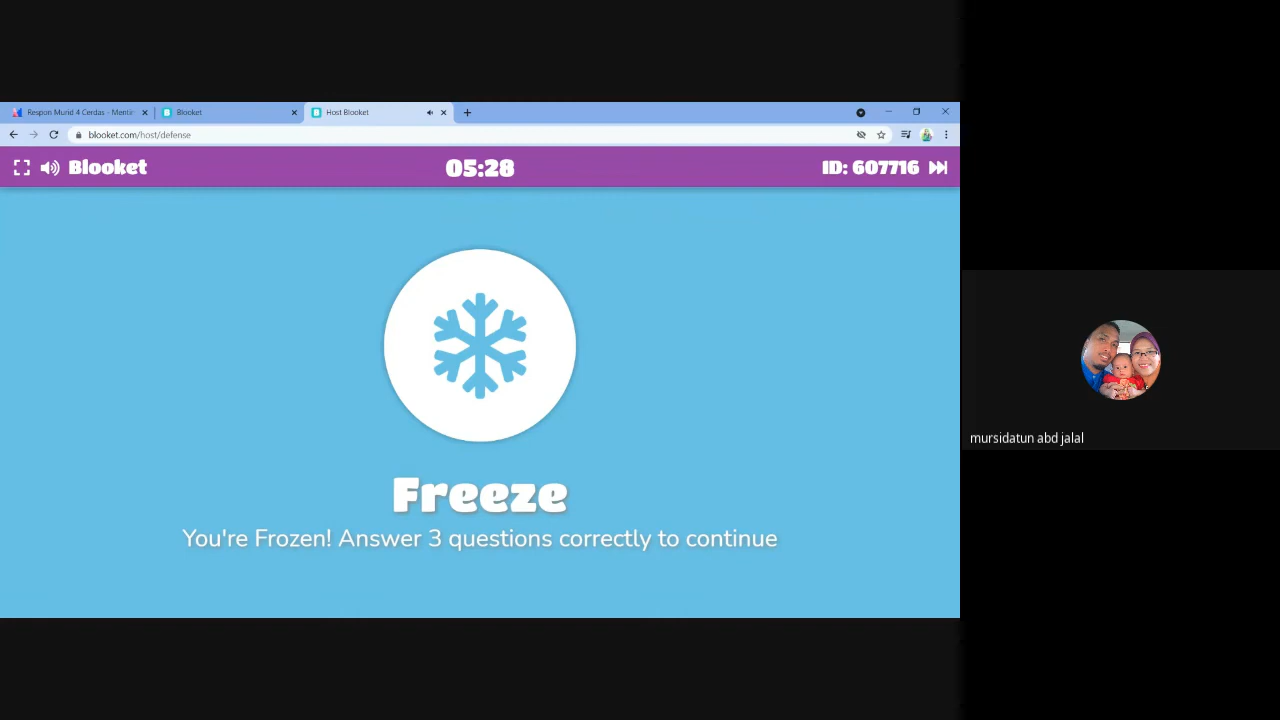 Respon Murid 4 Cerdas - Menti
Blooket
Host Blooket
blooket.com/host/defense
Blooket
05:28
ID: 607716
Freeze
You're Frozen! Answer 3 questions correctly to continue
mursidatun abd jalal